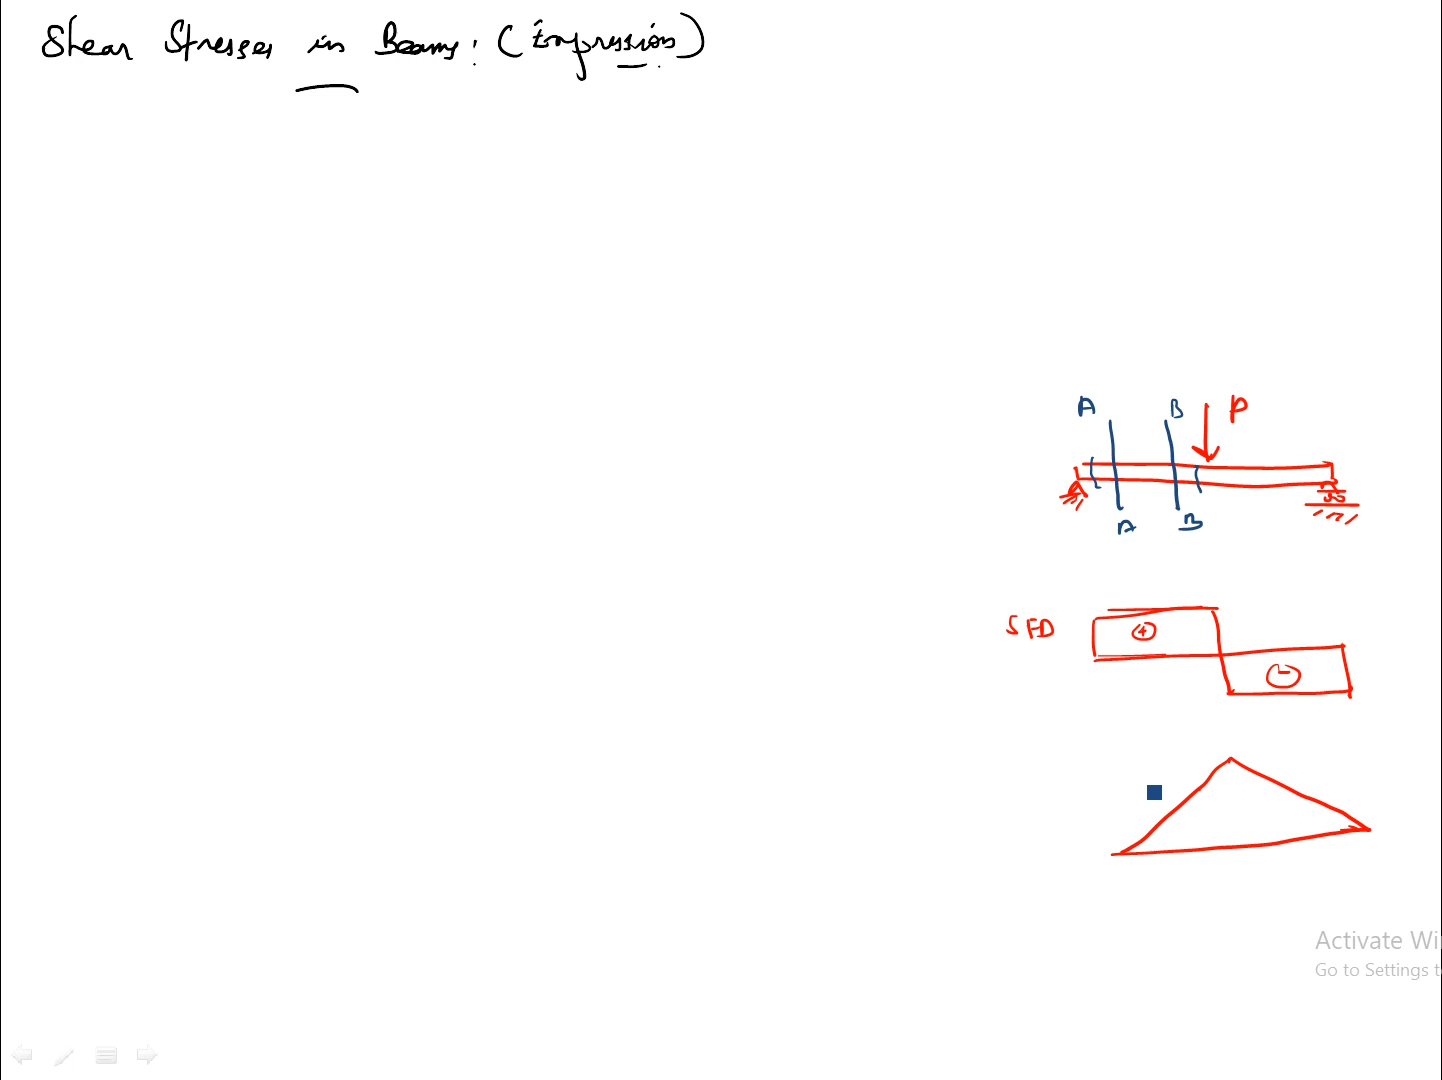 Shear Stresses in Beams: (Expression)
A B P
A B
SFD
+
-
Activate Wi
Go to Settings t